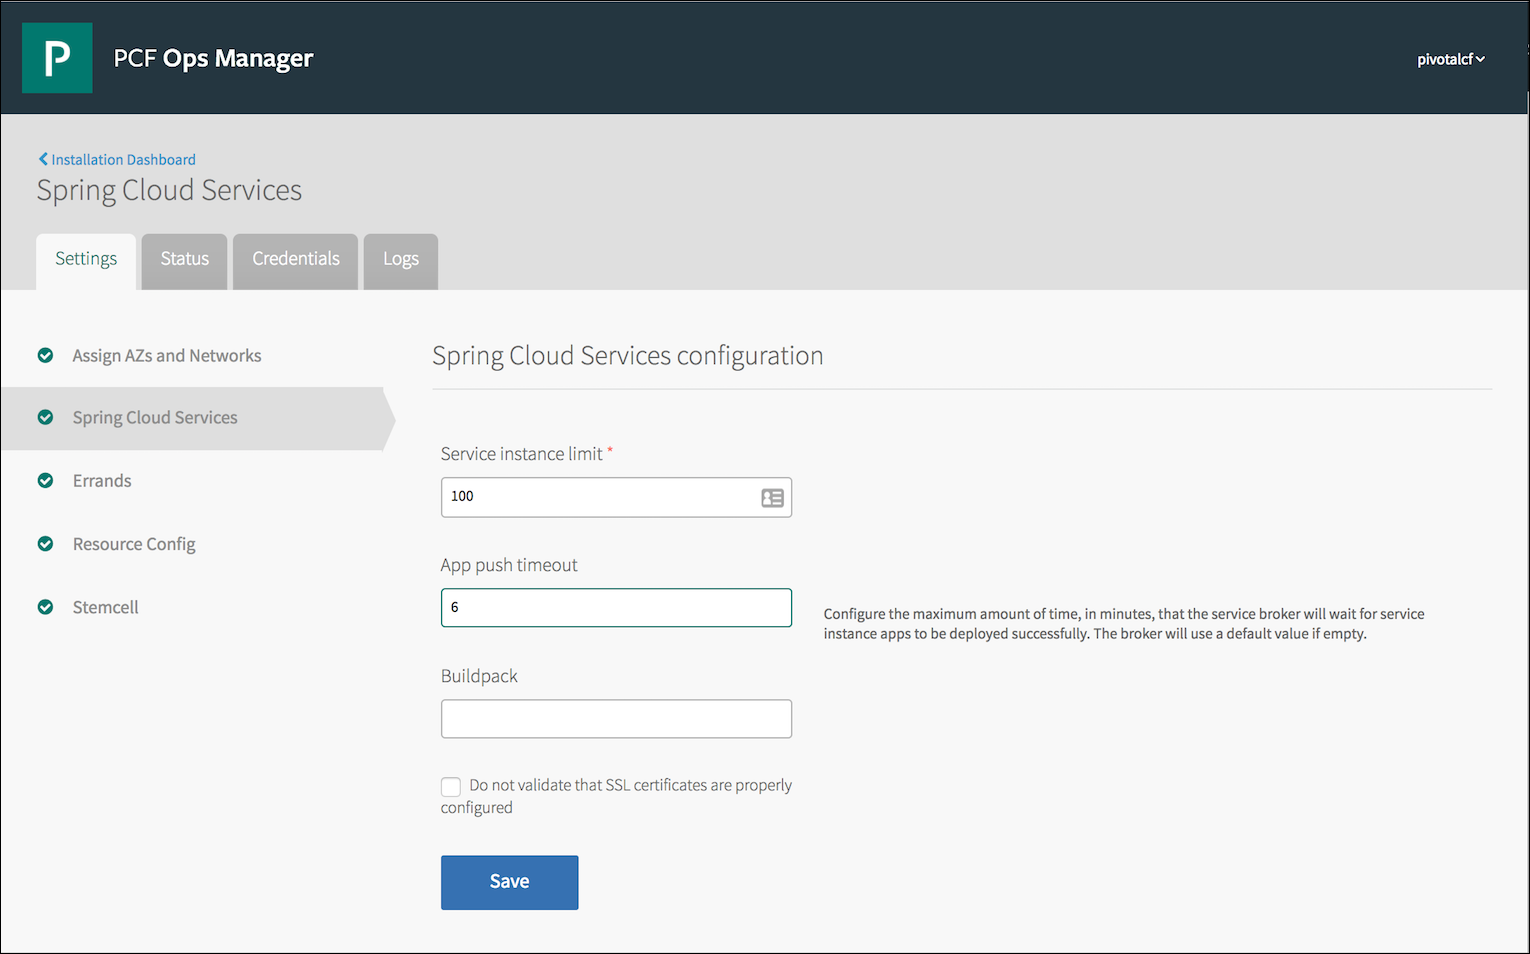 P
PCF Ops Manager
pivotalcf
Installation Dashboard
Spring Cloud Services
Settings
Status
Credentials
Logs
Assign AZs and Networks
Spring Cloud Services
Errands
Resource Config
Stemcell
Spring Cloud Services configuration
Service instance limit *
100
App push timeout
6
Configure the maximum amount of time, in minutes, that the service broker will wait for service
instance apps to be deployed successfully. The broker will use a default value if empty.
Buildpack
Do not validate that SSL certificates are properly
configured
Save